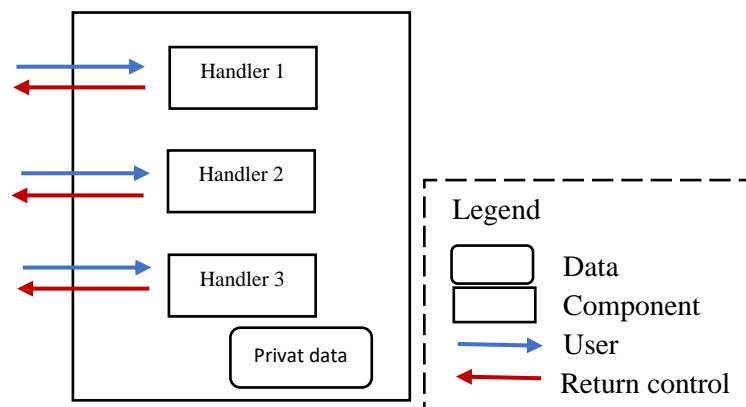 Handler 1
Handler 2
Handler 3
Privat data
Legend
Data
Component
User
Return control